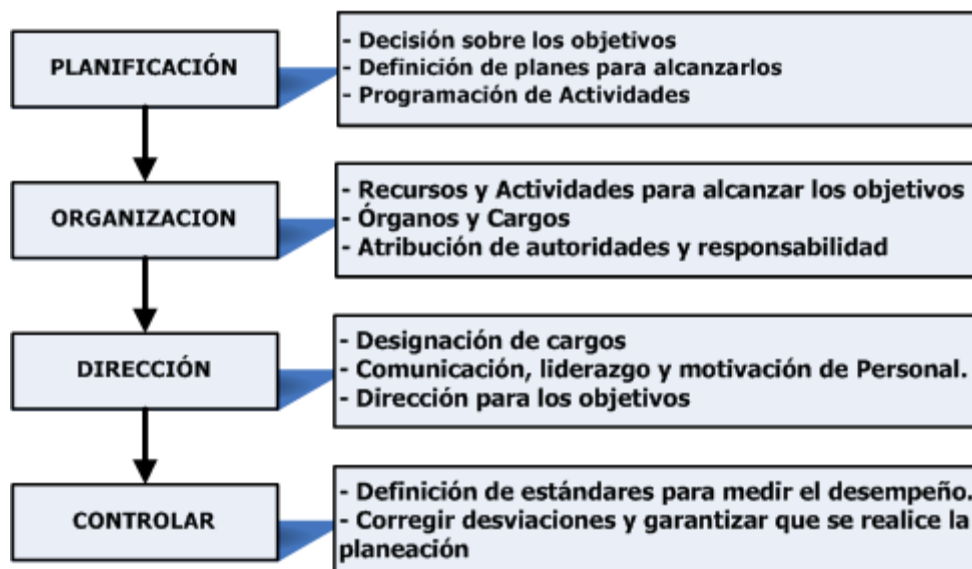 PLANIFICACIÓN
- Decisión sobre los objetivos
- Definición de planes para alcanzarlos
- Programación de Actividades
ORGANIZACION
- Recursos y Actividades para alcanzar los objetivos
- Órganos y Cargos
- Atribución de autoridades y responsabilidad
DIRECCIÓN
- Designación de cargos
- Comunicación, liderazgo y motivación de Personal.
- Dirección para los objetivos
CONTROLAR
- Definición de estándares para medir el desempeño.
- Corregir desviaciones y garantizar que se realice la
planeación